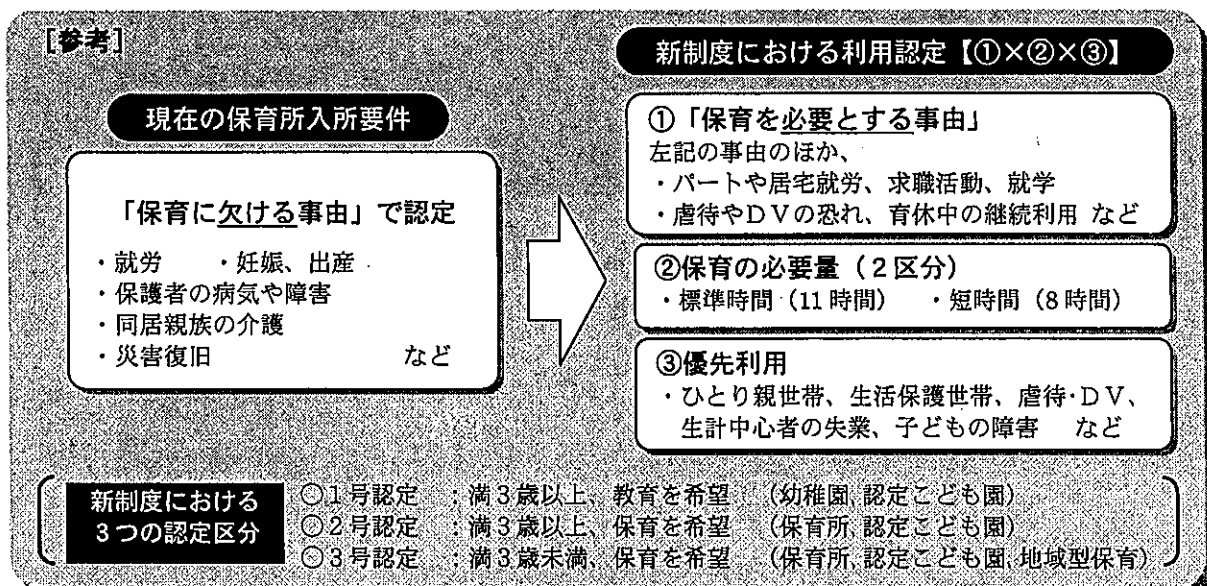 [参考]
現在の保育所入所要件
「保育に欠ける事由」で認定
・就労　・妊娠、出産
・保護者の病気や障害
・同居親族の介護
・災害復旧　など
新制度における利用認定【①×②×③】
①「保育を必要とする事由」
左記の事由のほか、
・パートや居宅就労、求職活動、就学
・虐待やDVの恐れ、育休中の継続利用 など
②保育の必要量（2区分）
・標準時間（11時間）　・短時間（8時間）
③優先利用
・ひとり親世帯、生活保護世帯、虐待・DV、
生計中心者の失業、子どもの障害　など
新制度における
3つの認定区分
○1号認定　：満3歳以上、教育を希望　（幼稚園、認定こども園）
○2号認定　：満3歳以上、保育を希望　（保育所、認定こども園）
○3号認定　：満3歳未満、保育を希望　（保育所、認定こども園、地域型保育）